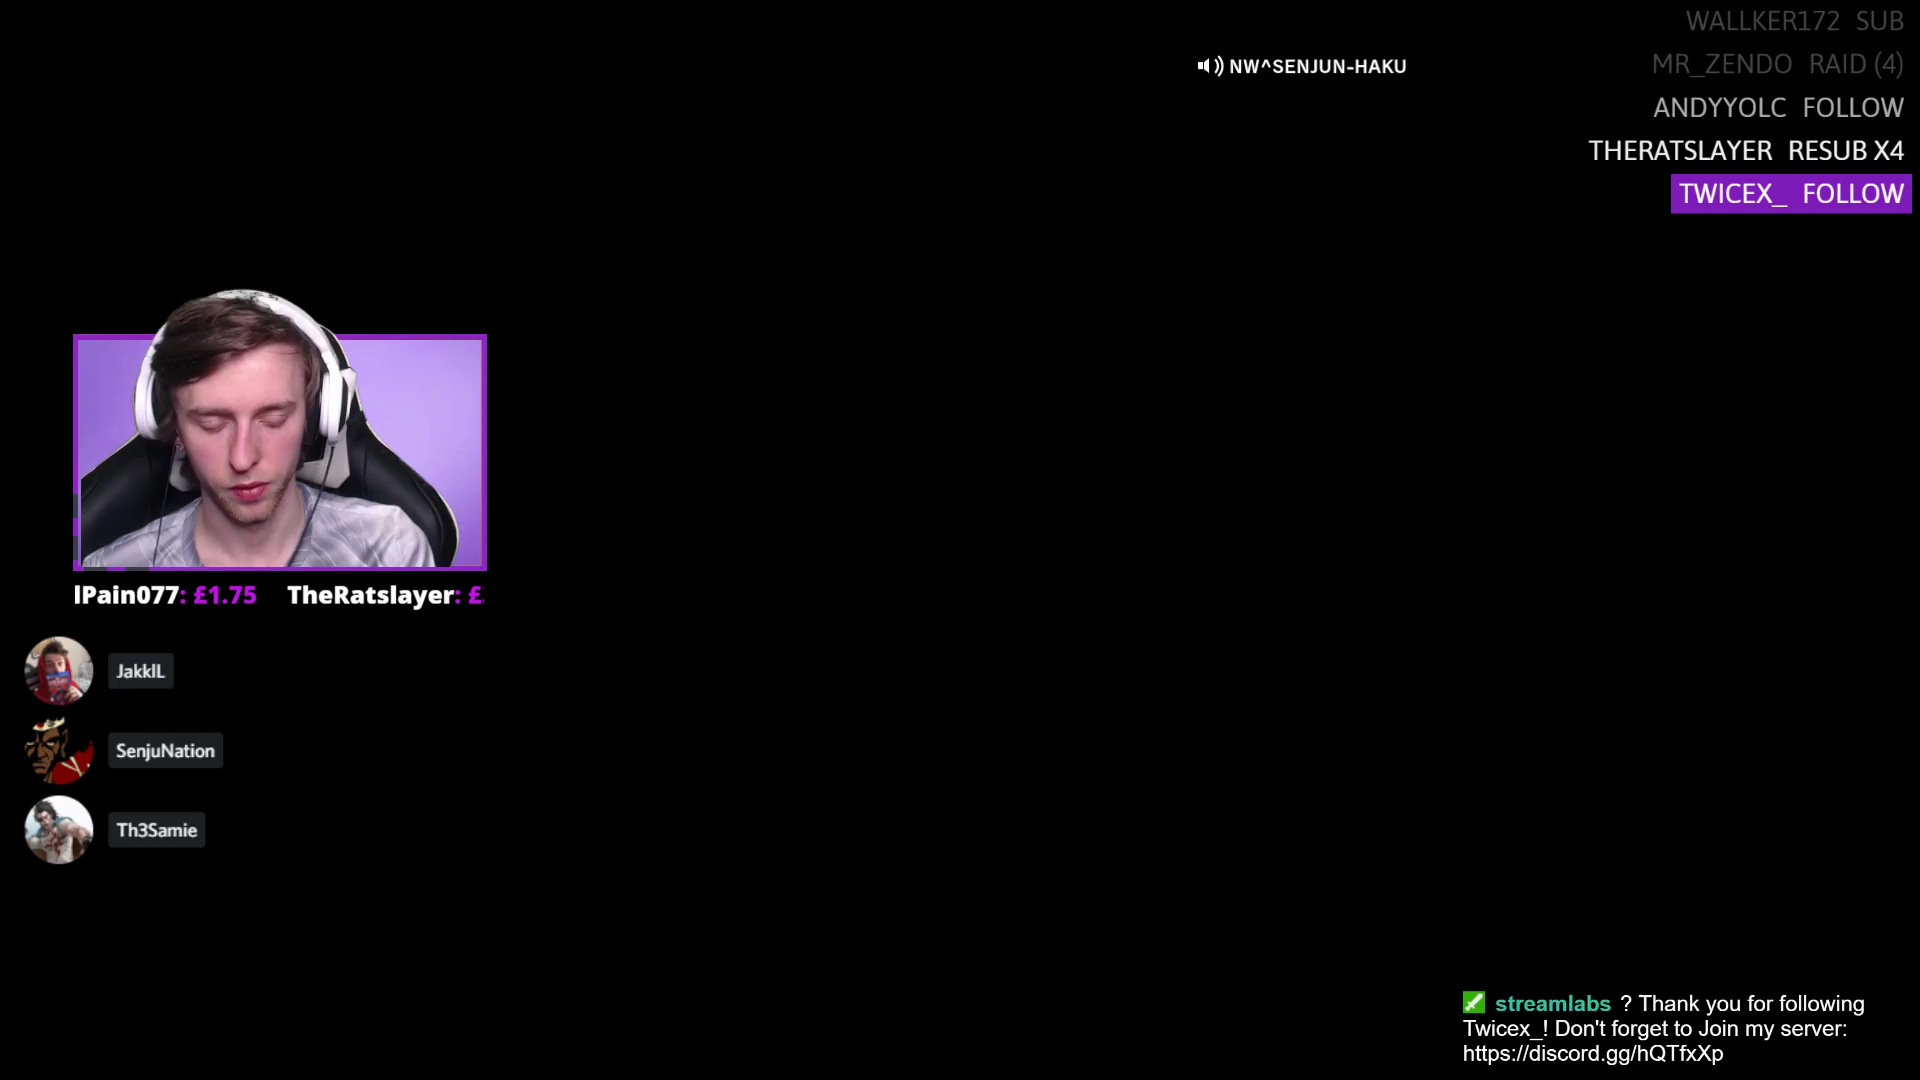 WALLKER172 SUB
MR_ZENDO RAID (4)
NW^SENJUN-HAKU
ANDYYOLC FOLLOW
THERATSLAYER RESUB X4
TWICEX_ FOLLOW
lPain077: £1.75 TheRatslayer: £
JakkIL
SenjuNation
Th3Samie
streamlabs ? Thank you for following
Twicex_! Don't forget to Join my server:
https://discord.gg/hQTfxXp